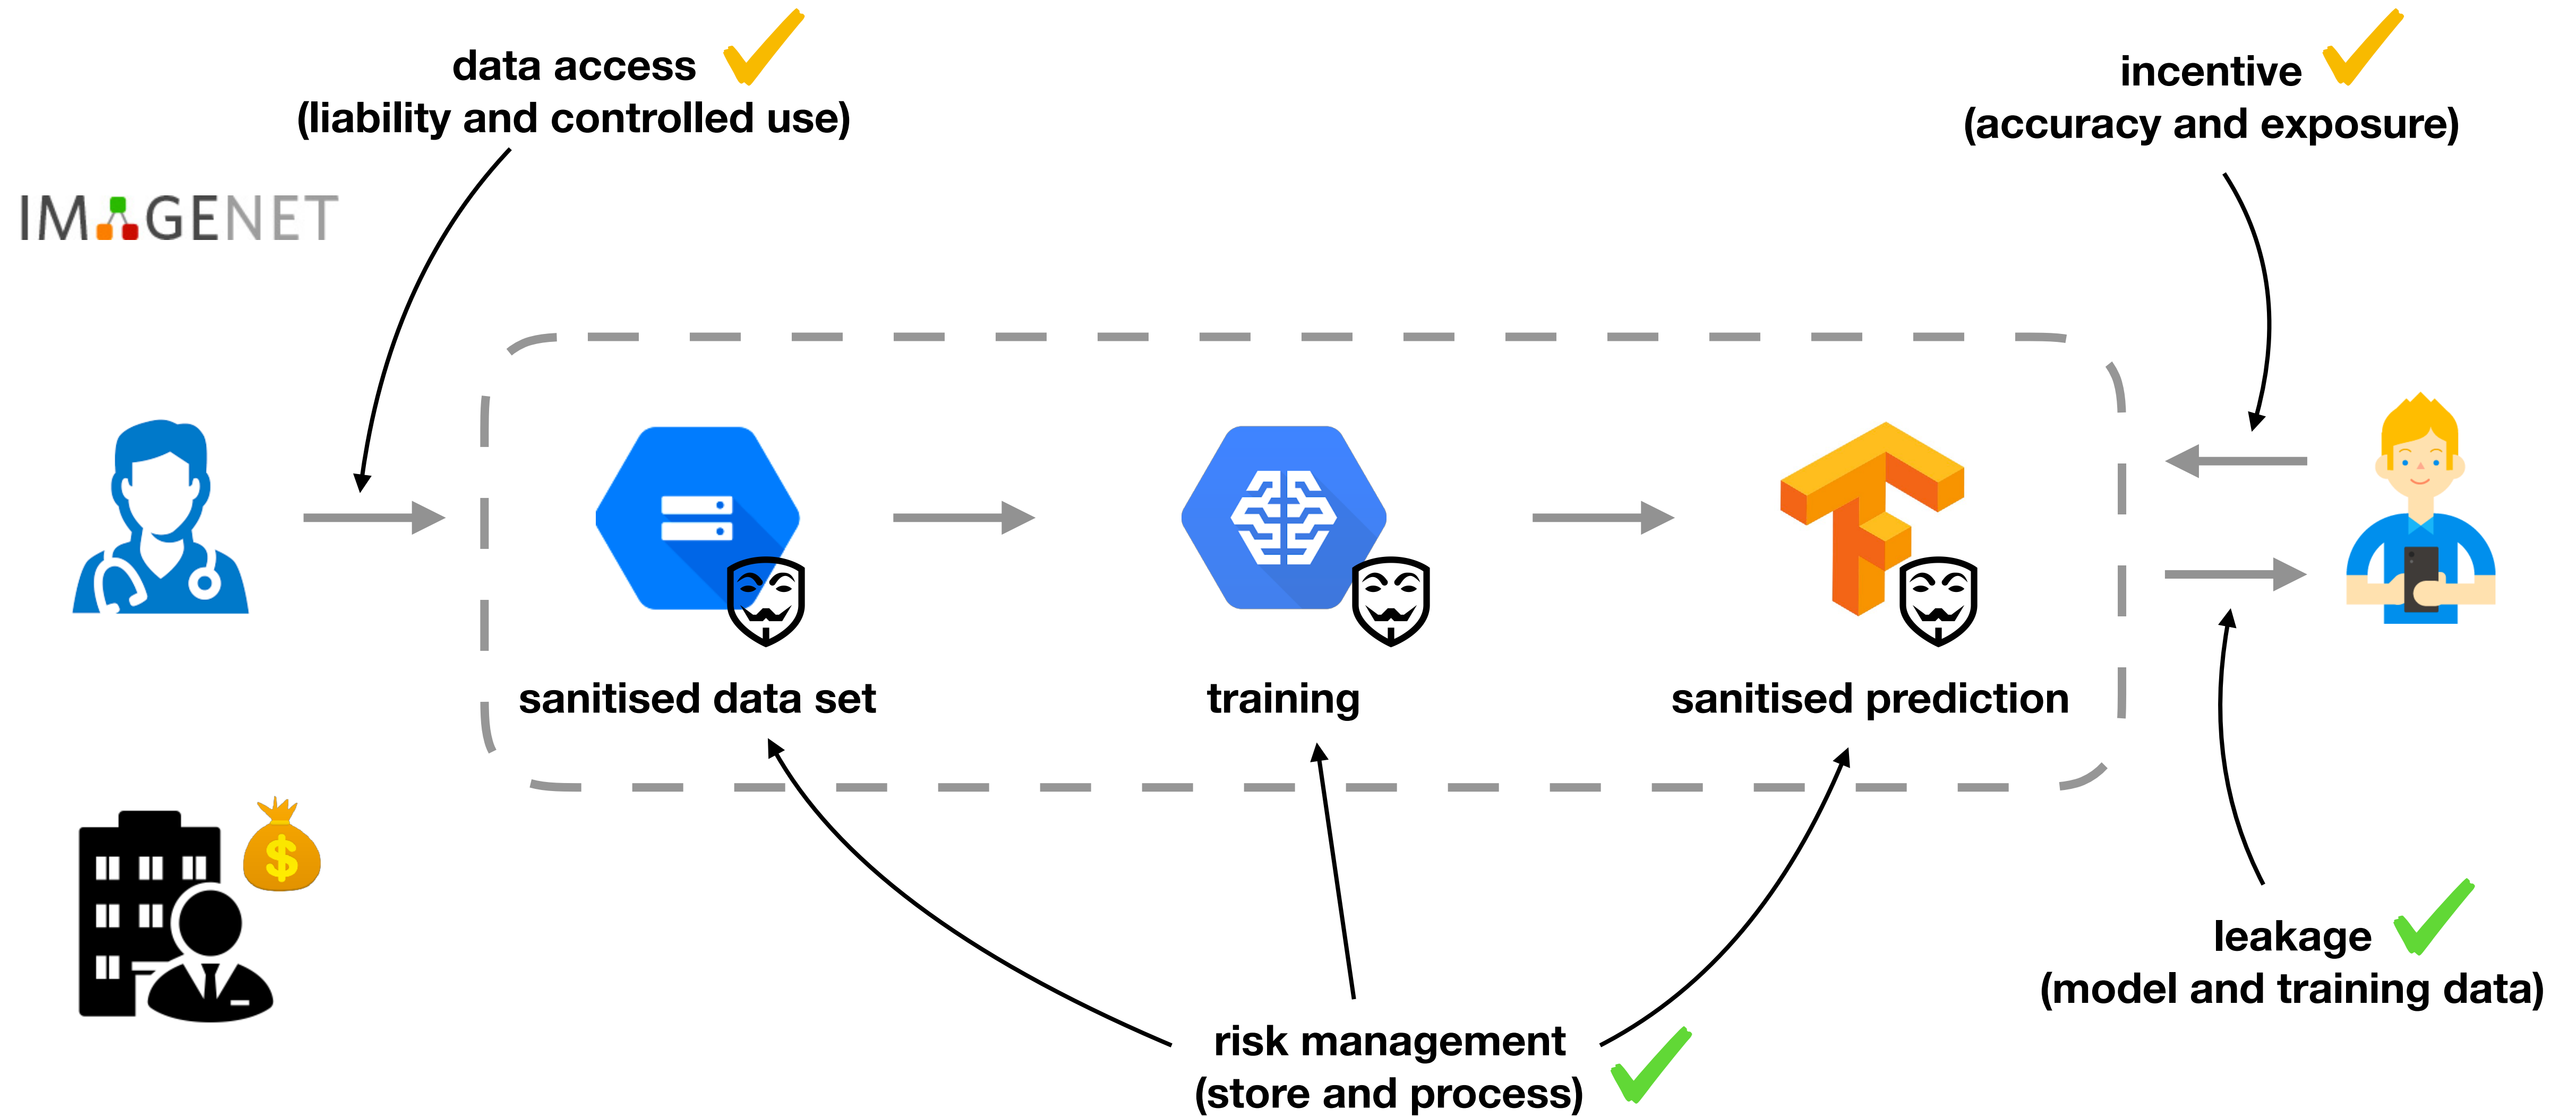 data access
(liability and controlled use)
incentive
(accuracy and exposure)
IMAGENET
sanitised data set
training
sanitised prediction
leakage
(model and training data)
risk management
(store and process)
$